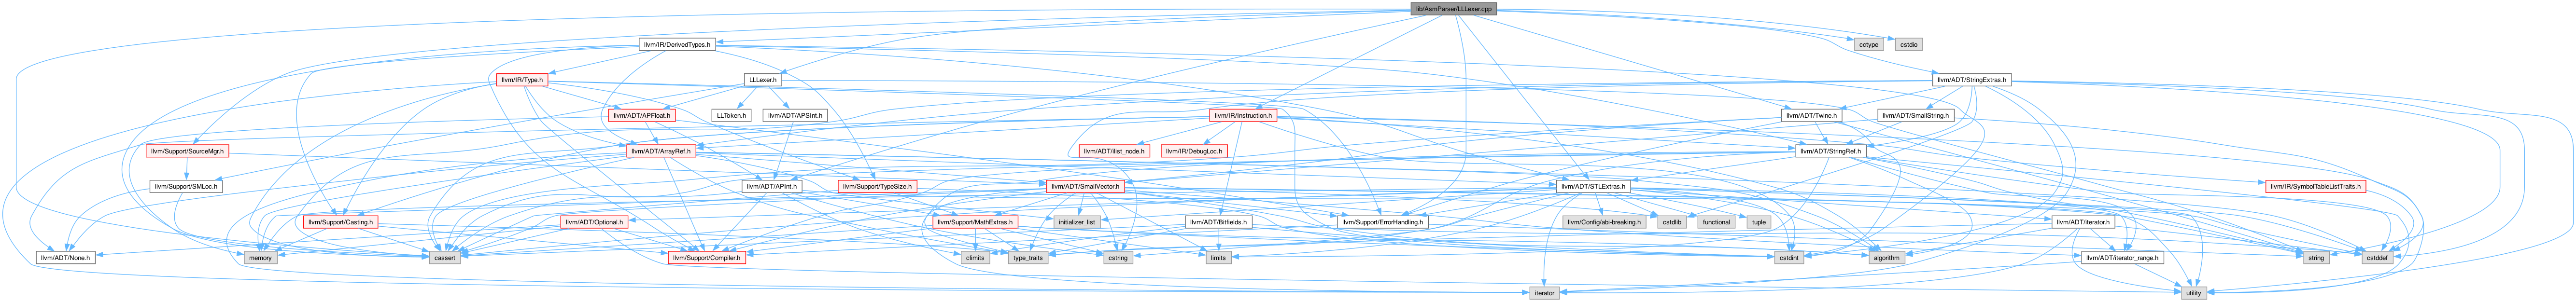 lib/AsmParser/LLLexer.cpp
llvm/IR/DerivedTypes.h
cctype
cstdio
llvm/IR/Type.h
LLLexer.h
llvm/ADT/StringExtras.h
llvm/ADT/APFloat.h
LLToken.h
llvm/ADT/APSInt.h
llvm/IR/Instruction.h
llvm/ADT/Twine.h
llvm/ADT/SmallString.h
llvm/Support/SourceMgr.h
llvm/ADT/ArrayRef.h
llvm/ADT/ilist_node.h
llvm/IR/DebugLoc.h
llvm/ADT/StringRef.h
llvm/Support/SMLoc.h
llvm/ADT/APInt.h
llvm/Support/TypeSize.h
llvm/ADT/SmallVector.h
llvm/ADT/STLExtras.h
llvm/IR/SymbolTableListTraits.h
llvm/Support/Casting.h
llvm/ADT/Optional.h
llvm/Support/MathExtras.h
initializer_list
llvm/ADT/Bitfields.h
llvm/Support/ErrorHandling.h
llvm/Config/abi-breaking.h
cstdlib
functional
tuple
llvm/ADT/iterator.h
llvm/ADT/None.h
memory
cassert
llvm/Support/Compiler.h
climits
type_traits
cstring
limits
cstdint
algorithm
llvm/ADT/iterator_range.h
string
cstddef
iterator
utility